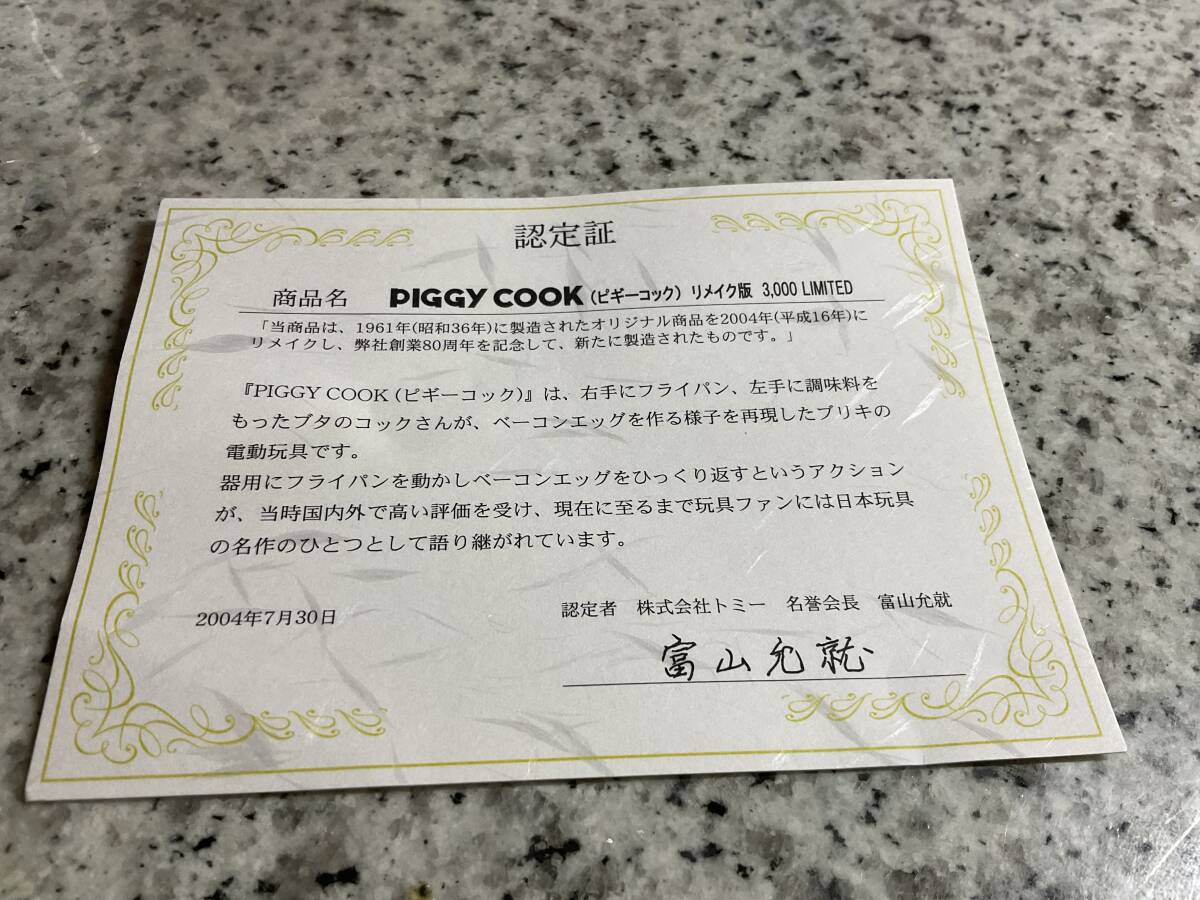 認定証
商品名 PIGGY COOK（ピギーコック）リメイク版 3,000 LIMITED
「当商品は、1961年(昭和36年)に製造されたオリジナル商品を2004年(平成16年)に
リメイクし、弊社創業80周年を記念して、新たに製造されたものです。」
『PIGGY COOK (ピギーコック)』は、右手にフライパン、左手に調味料を
もったブタのコックさんが、ベーコンエッグを作る様子を再現したブリキの
電動玩具です。
器用にフライパンを動かしベーコンエッグをひっくり返すというアクション
が、当時国内外で高い評価を受け、現在に至るまで玩具ファンには日本玩具
の名作のひとつとして語り継がれています。
2004年7月30日
認定者 株式会社トミー 名誉会長 富山允就
富山允就